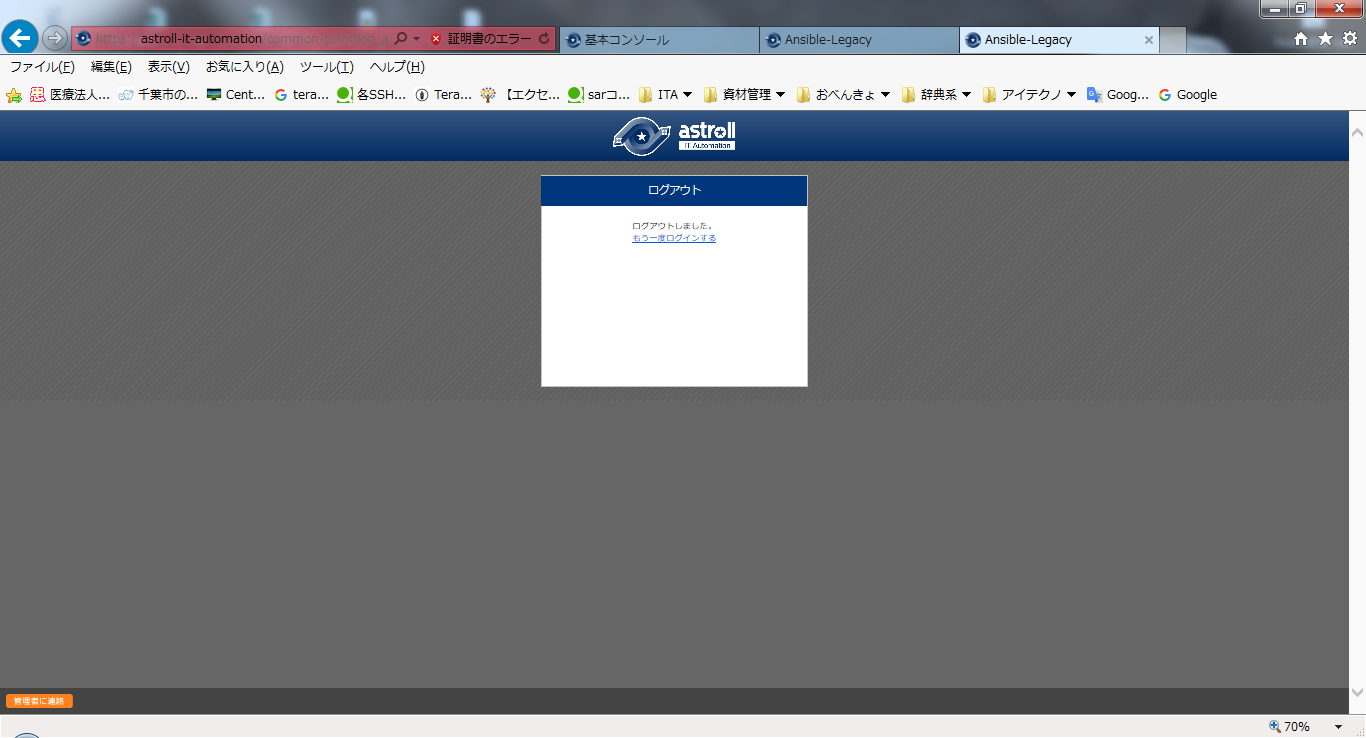 https://astroll-it-automation/common/common_a
証明書のエラー
基本コンソール
Ansible-Legacy
Ansible-Legacy
ファイル(F) 編集(E) 表示(V) お気に入り(A) ツール(T) ヘルプ(H)
医療法人... 千葉市の... Cent... tera... 各SSH... Tera... 【エクセ... sarコ... ITA 資材管理 おべんきょ 辞典系 アイテクノ Goog... Google
astroll
IT Automation
ログアウト
ログアウトしました。
もう一度ログインする
管理者に連絡
70%